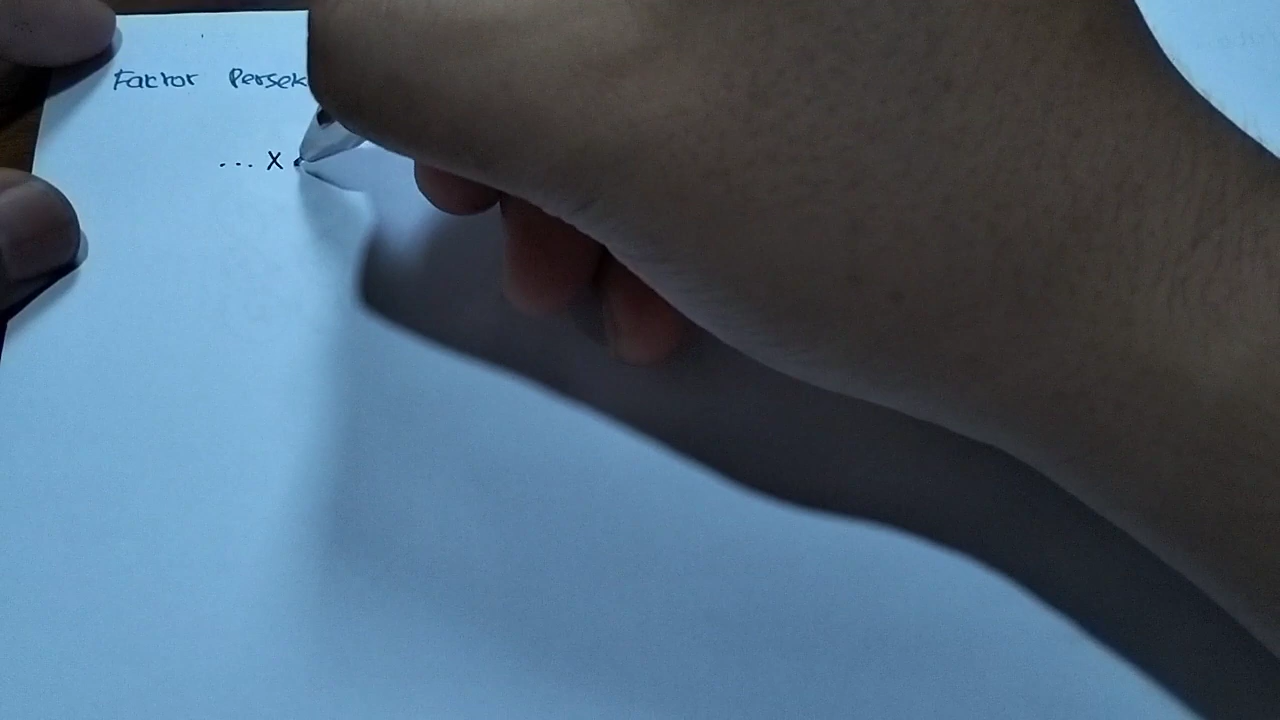 Factor Persek
... x .